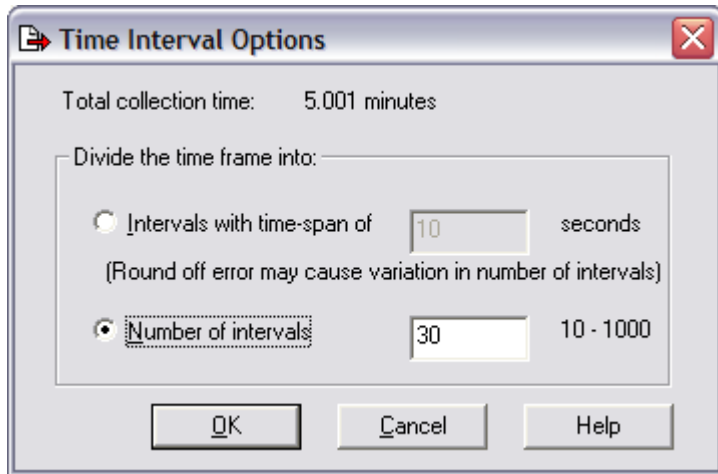 Time Interval Options
Total collection time: 5.001 minutes
Divide the time frame into:
Intervals with time-span of 10 seconds
(Round off error may cause variation in number of intervals)
Number of intervals 30 10 - 1000
OK Cancel Help